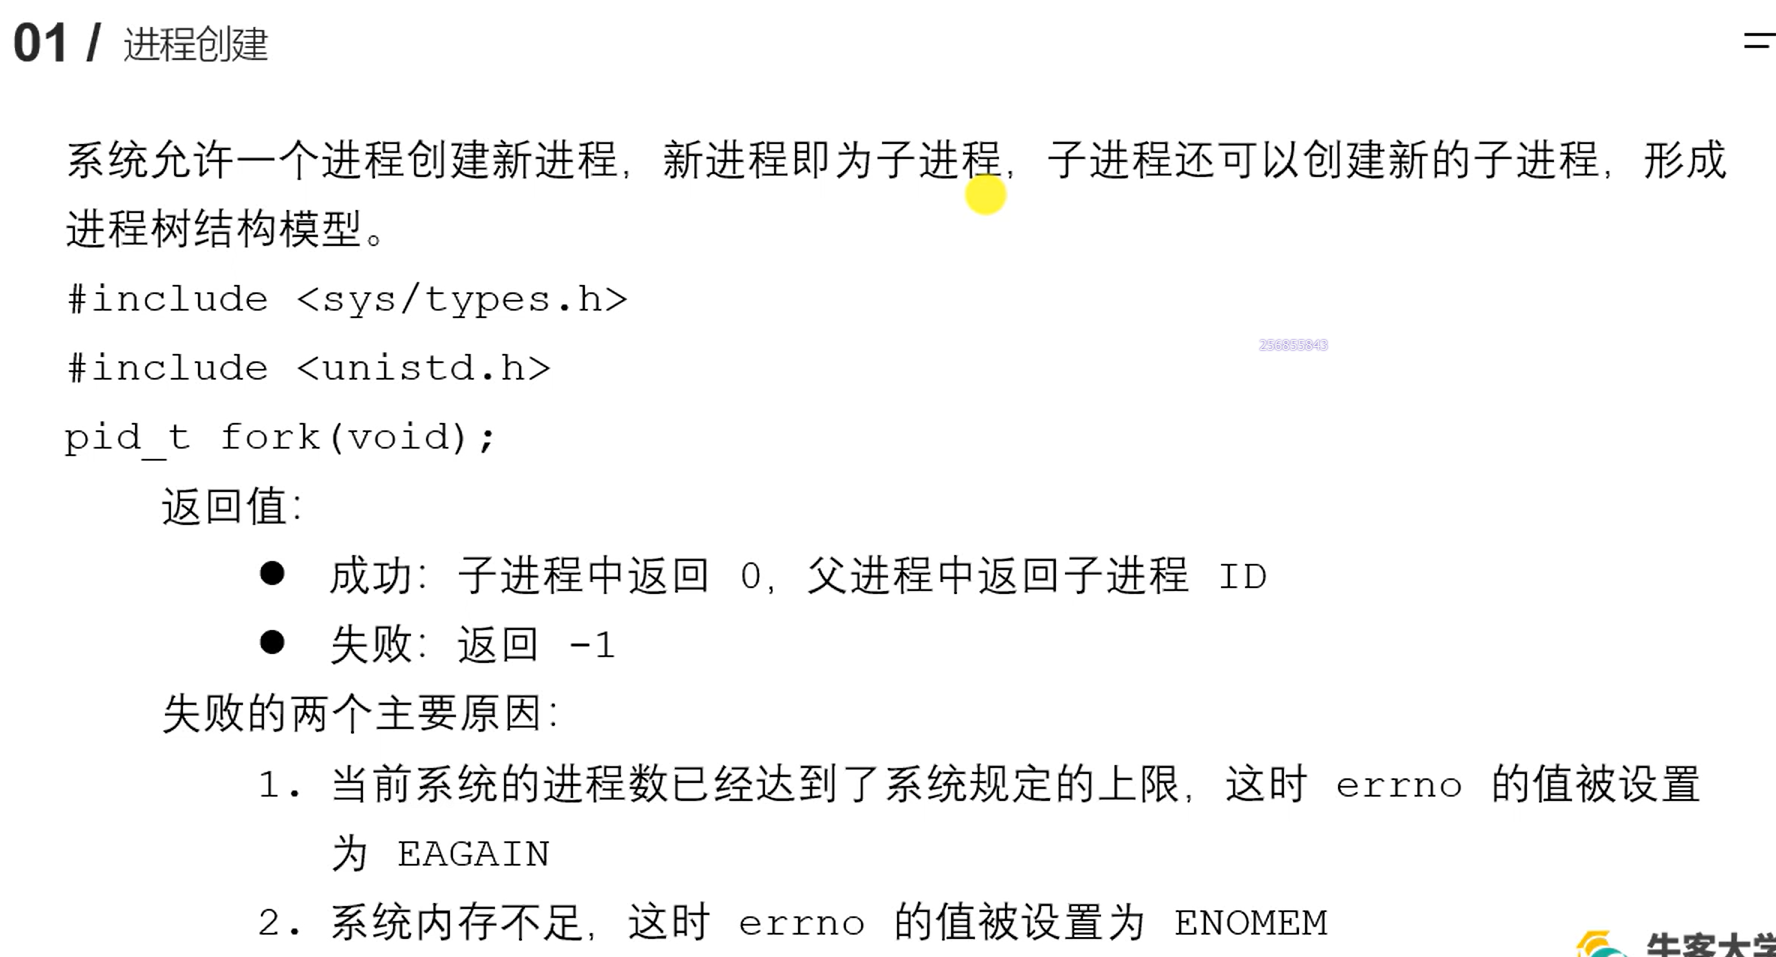 01 / 进程创建
系统允许一个进程创建新进程，新进程即为子进程，子进程还可以创建新的子进程，形成
进程树结构模型。
#include <sys/types.h>
256855843
#include <unistd.h>
pid_t fork(void);
返回值：
● 成功：子进程中返回 0，父进程中返回子进程 ID
● 失败：返回 -1
失败的两个主要原因：
1. 当前系统的进程数已经达到了系统规定的上限，这时 errno 的值被设置
为 EAGAIN
2. 系统内存不足，这时 errno 的值被设置为 ENOMEM
牛客大学